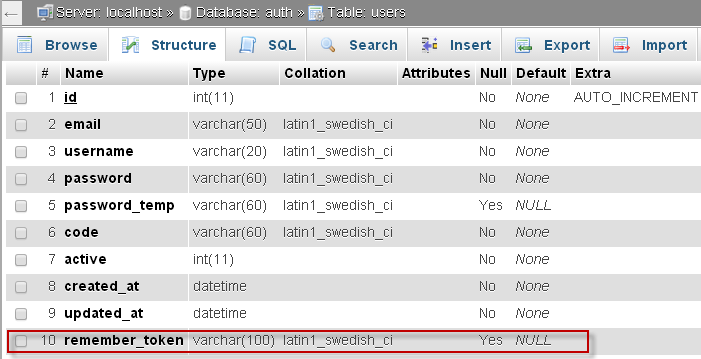 Server: localhost » Database: auth » Table: users
Browse Structure SQL Search Insert Export Import
# Name Type Collation Attributes Null Default Extra
1 id int(11) No None AUTO_INCREMENT
2 email varchar(50) latin1_swedish_ci No None
3 username varchar(20) latin1_swedish_ci No None
4 password varchar(60) latin1_swedish_ci No None
5 password_temp varchar(60) latin1_swedish_ci Yes NULL
6 code varchar(60) latin1_swedish_ci No None
7 active int(11) No None
8 created_at datetime No None
9 updated_at datetime No None
10 remember_token varchar(100) latin1_swedish_ci Yes NULL